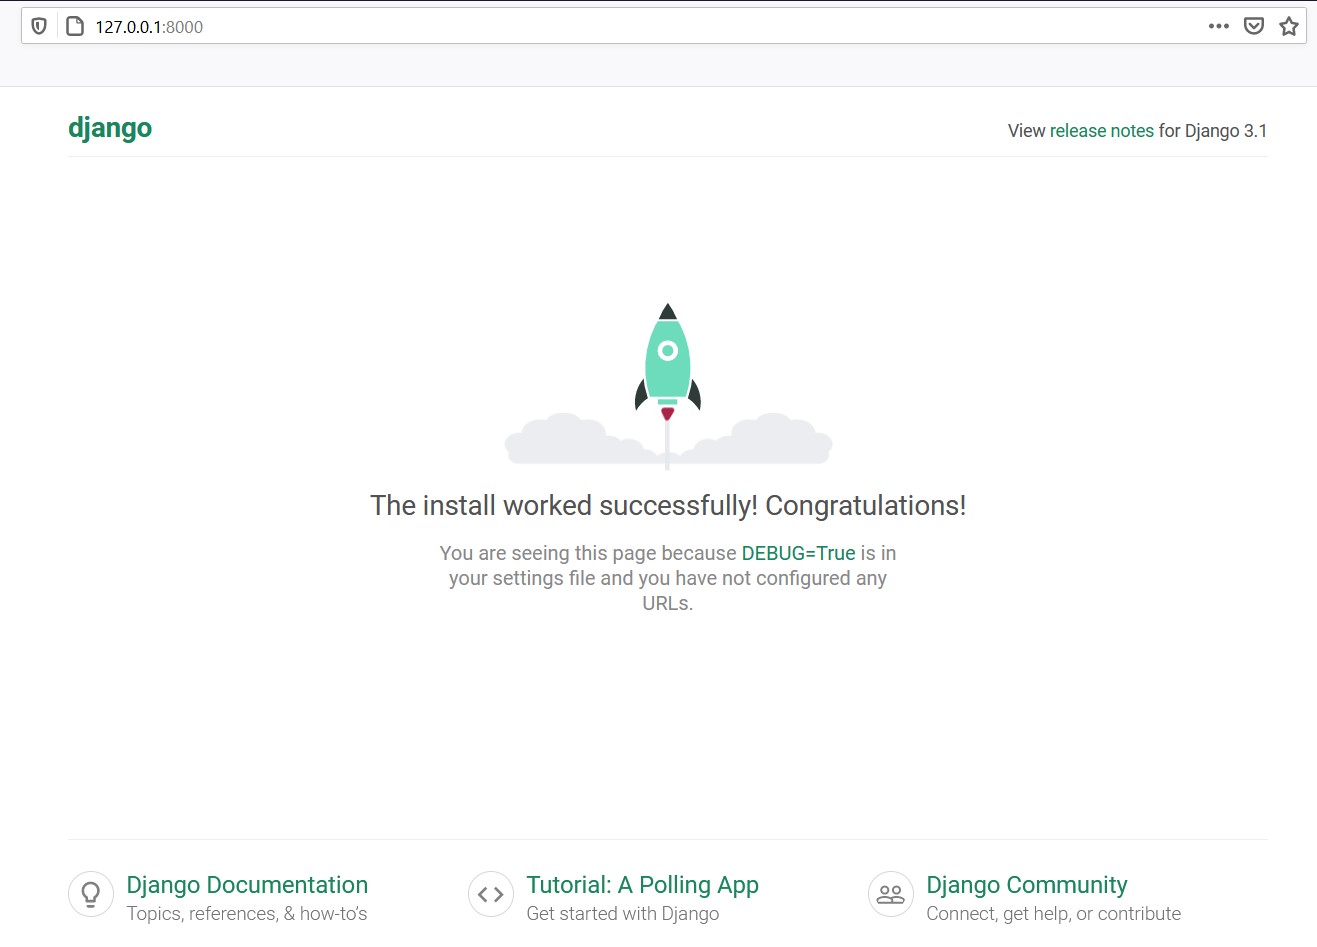 127.0.0.1:8000
django
View release notes for Django 3.1
The install worked successfully! Congratulations!
You are seeing this page because DEBUG=True is in
your settings file and you have not configured any
URLs.
Django Documentation
Topics, references, & how-to’s
Tutorial: A Polling App
Get started with Django
Django Community
Connect, get help, or contribute